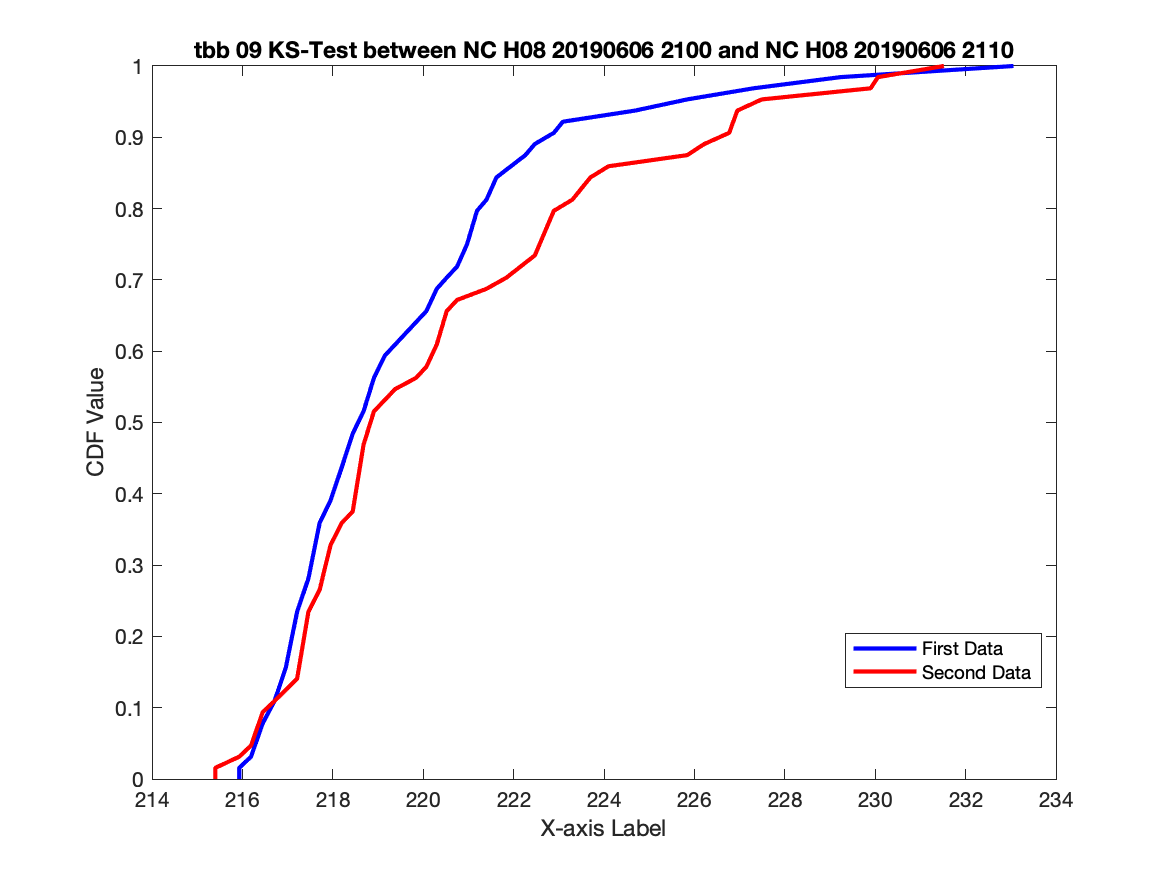 tbb 09 KS-Test between NC H08 20190606 2100 and NC H08 20190606 2110
1
0.9
0.8
0.7
0.6
0.5
0.4
0.3
0.2
0.1
0
CDF Value
First Data
Second Data
214 216 218 220 222 224 226 228 230 232 234
X-axis Label